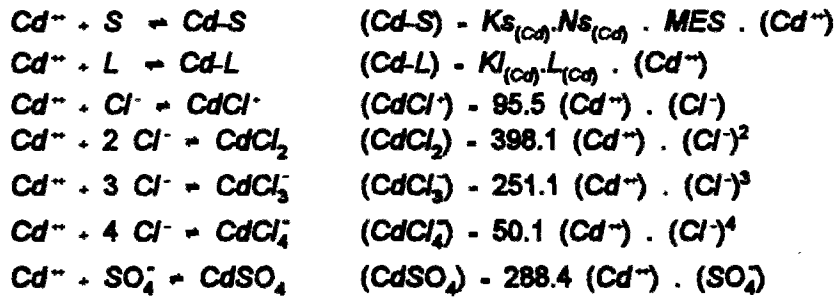 Cd⁺⁺ + S ⇌ Cd-S (Cd-S) = Ks(Cd).Ns(Cd) . MES . (Cd⁺⁺)
Cd⁺⁺ + L ⇌ Cd-L (Cd-L) = Kl(Cd).L(Cd) . (Cd⁺⁺)
Cd⁺⁺ + Cl⁻ ⇌ CdCl⁺ (CdCl⁺) = 95.5 (Cd⁺⁺) . (Cl⁻)
Cd⁺⁺ + 2 Cl⁻ ⇌ CdCl₂ (CdCl₂) = 398.1 (Cd⁺⁺) . (Cl⁻)²
Cd⁺⁺ + 3 Cl⁻ ⇌ CdCl₃⁻ (CdCl₃⁻) = 251.1 (Cd⁺⁺) . (Cl⁻)³
Cd⁺⁺ + 4 Cl⁻ ⇌ CdCl₄⁼ (CdCl₄⁼) = 50.1 (Cd⁺⁺) . (Cl⁻)⁴
Cd⁺⁺ + SO₄⁼ ⇌ CdSO₄ (CdSO₄) = 288.4 (Cd⁺⁺) . (SO₄⁼)